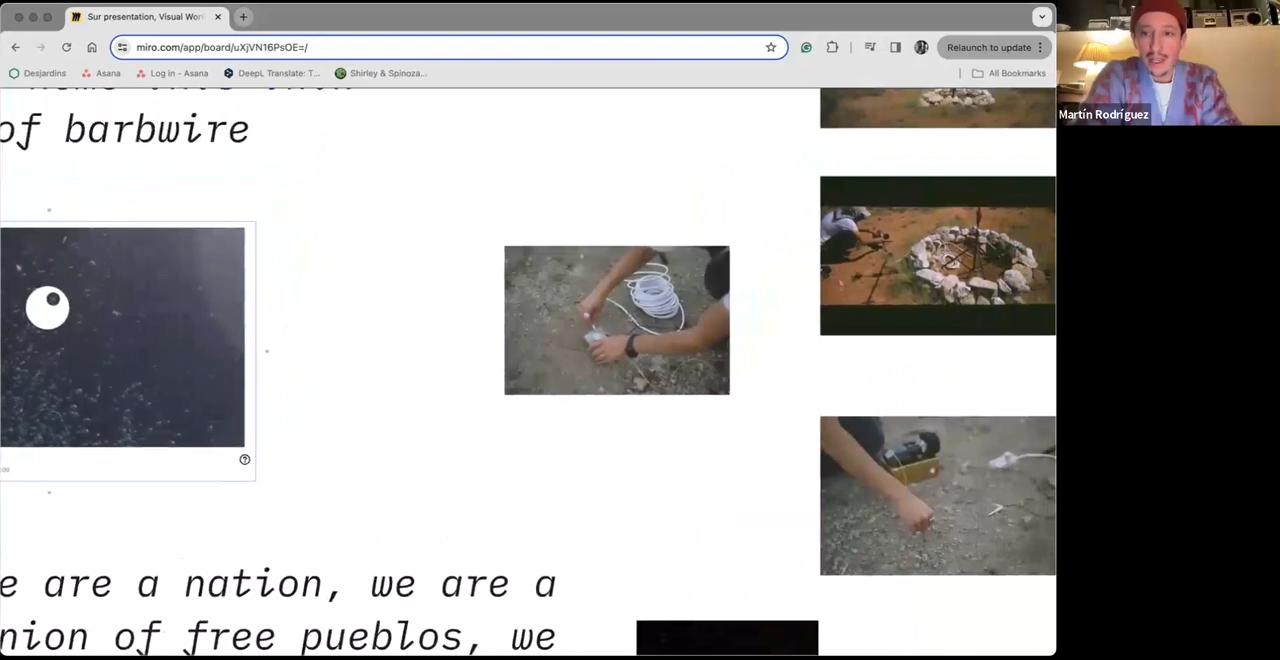 Sur presentation, Visual Wor
miro.com/app/board/uXjVN16PsOE=/
Relaunch to update
Desjardins
Asana
Log in - Asana
DeepL Translate: T...
Shirley & Spinoza...
All Bookmarks
of barbwire
Martín Rodríguez
e are a nation, we are a
nion of free pueblos, we